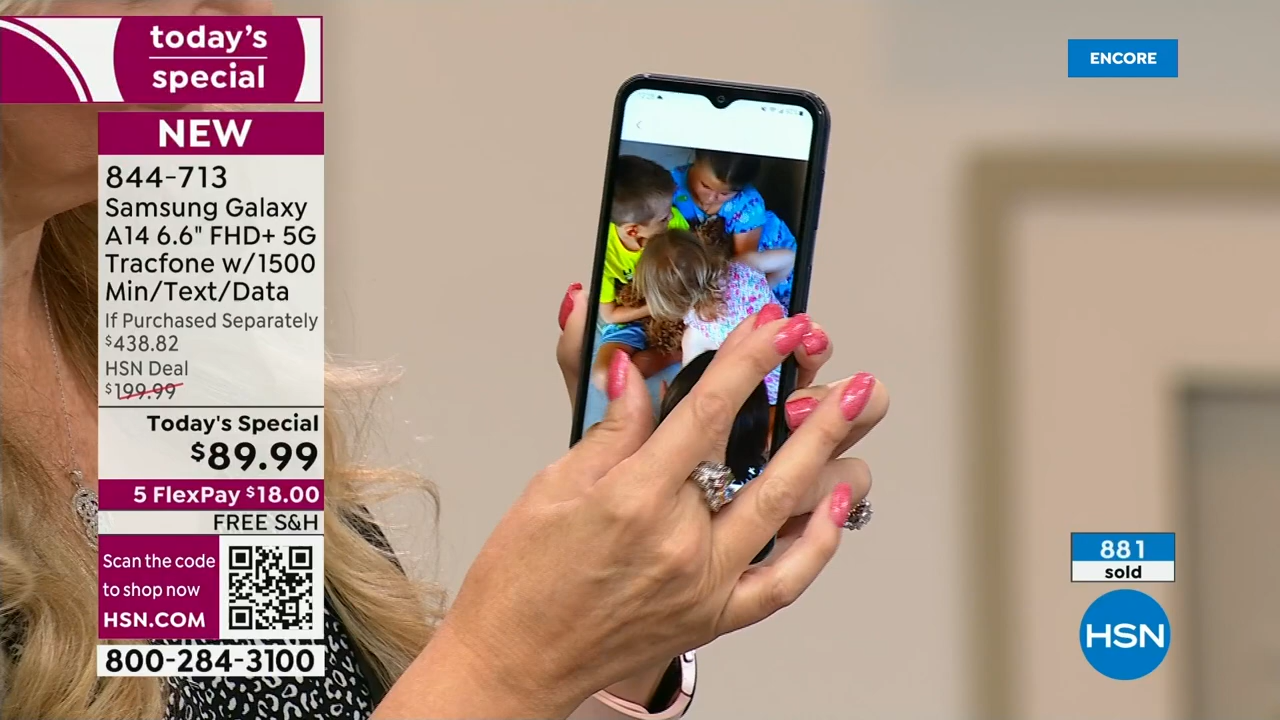 today's
special
NEW
844-713
Samsung Galaxy
A14 6.6" FHD+ 5G
Tracfone w/1500
Min/Text/Data
If Purchased Separately
$438.82
HSN Deal
$199.99
Today's Special
$89.99
5 FlexPay $18.00
FREE S&H
Scan the code
to shop now
HSN.COM
800-284-3100
ENCORE
881
sold
HSN